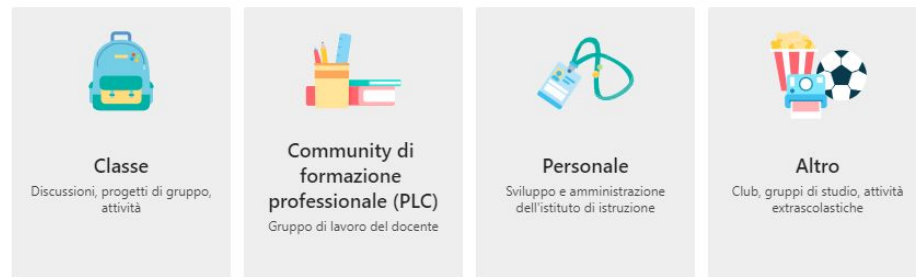 Classe
Discussioni, progetti di gruppo,
attività
Community di
formazione
professionale (PLC)
Gruppo di lavoro del docente
Personale
Sviluppo e amministrazione
dell'istituto di istruzione
Altro
Club, gruppi di studio, attività
extrascolastiche